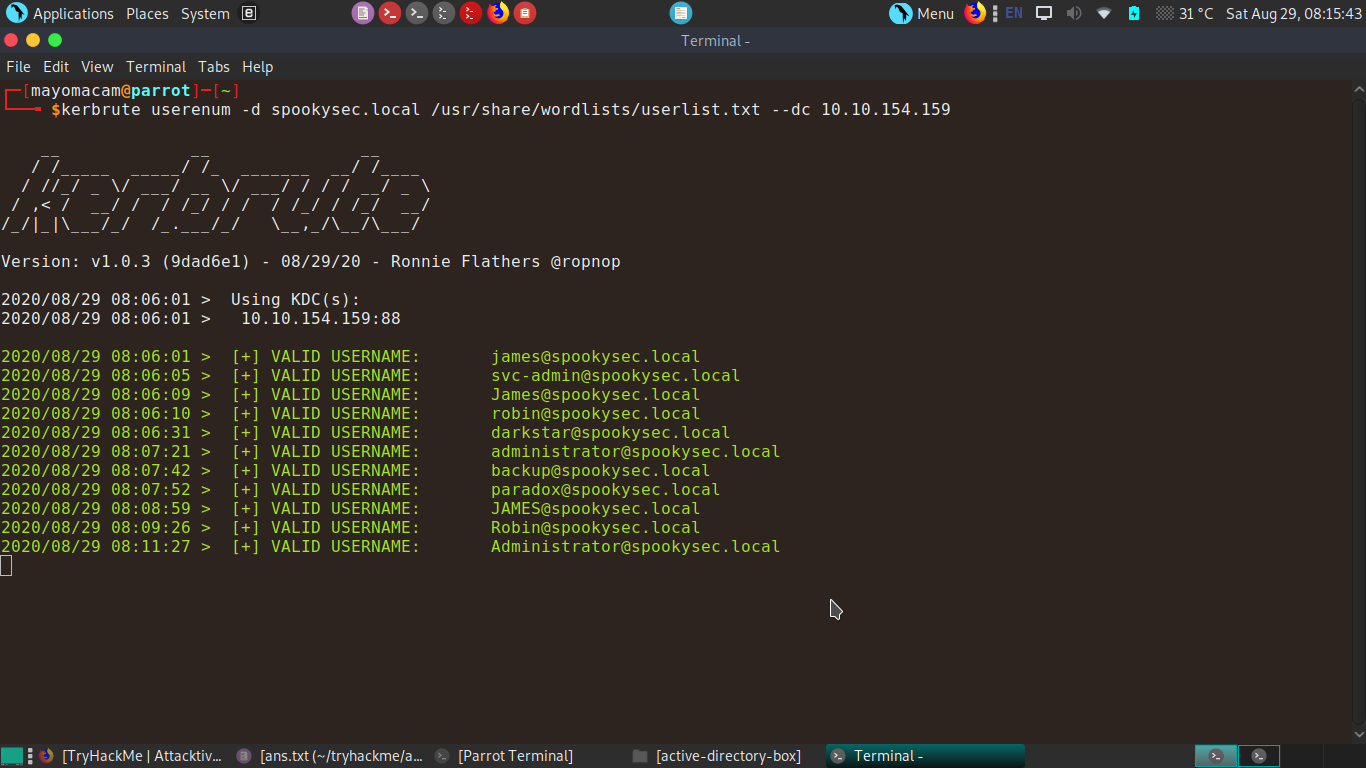 Applications Places System
Menu EN 31 °C Sat Aug 29, 08:15:43
Terminal -
File Edit View Terminal Tabs Help
┌─[mayomacam@parrot]─[~]
└──╼ $kerbrute userenum -d spookysec.local /usr/share/wordlists/userlist.txt --dc 10.10.154.159
    __             __               __
   / /_____  _____/ /_  _______  __/ /____
  / //_/ _ \/ ___/ __ \/ ___/ / / / __/ _ \
 / ,< /  __/ /  / /_/ / /  / /_/ / /_/  __/
/_/|_|\___/_/  /_.___/_/   \__,_/\__/\___/
Version: v1.0.3 (9dad6e1) - 08/29/20 - Ronnie Flathers @ropnop
2020/08/29 08:06:01 >  Using KDC(s):
2020/08/29 08:06:01 >   10.10.154.159:88
2020/08/29 08:06:01 >  [+] VALID USERNAME:       james@spookysec.local
2020/08/29 08:06:05 >  [+] VALID USERNAME:       svc-admin@spookysec.local
2020/08/29 08:06:09 >  [+] VALID USERNAME:       James@spookysec.local
2020/08/29 08:06:10 >  [+] VALID USERNAME:       robin@spookysec.local
2020/08/29 08:06:31 >  [+] VALID USERNAME:       darkstar@spookysec.local
2020/08/29 08:07:21 >  [+] VALID USERNAME:       administrator@spookysec.local
2020/08/29 08:07:42 >  [+] VALID USERNAME:       backup@spookysec.local
2020/08/29 08:07:52 >  [+] VALID USERNAME:       paradox@spookysec.local
2020/08/29 08:08:59 >  [+] VALID USERNAME:       JAMES@spookysec.local
2020/08/29 08:09:26 >  [+] VALID USERNAME:       Robin@spookysec.local
2020/08/29 08:11:27 >  [+] VALID USERNAME:       Administrator@spookysec.local
[TryHackMe | Attacktiv... [ans.txt (~/tryhackme/a... [Parrot Terminal] [active-directory-box] Terminal -